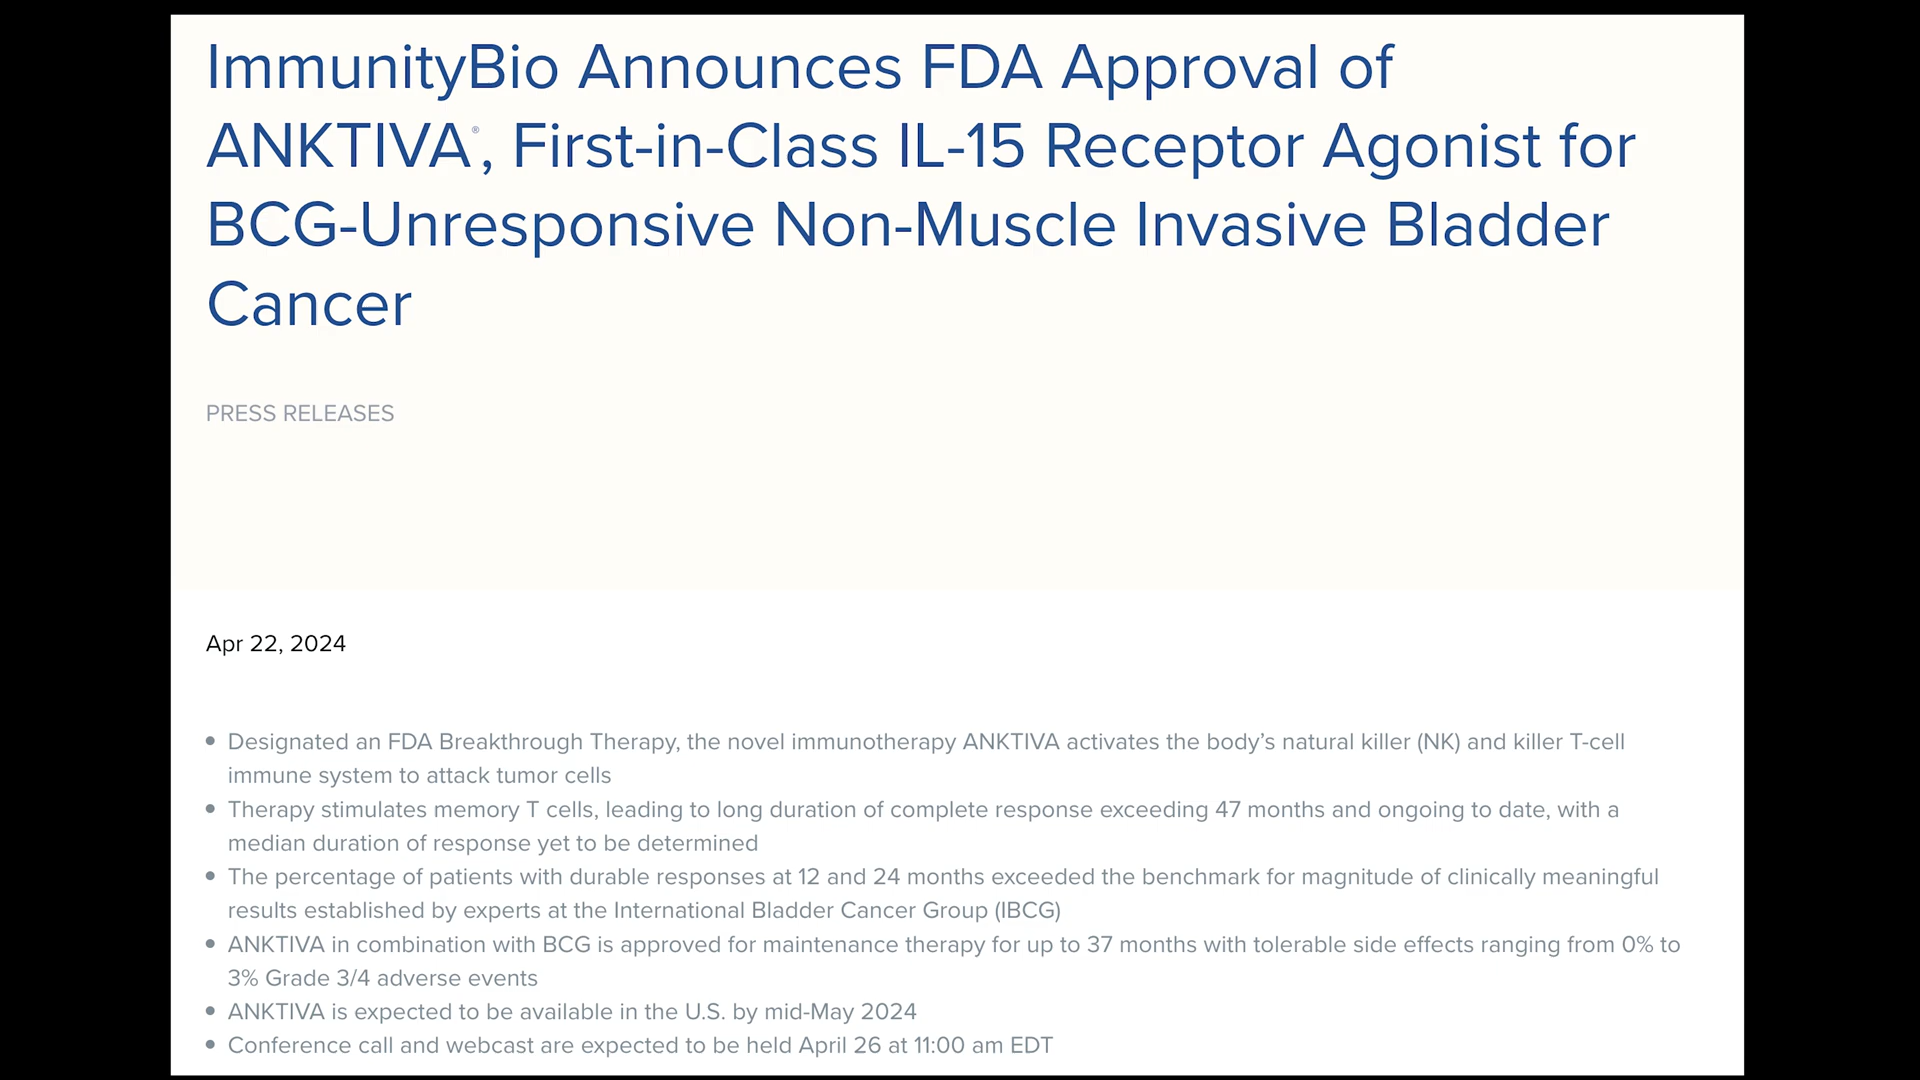 ImmunityBio Announces FDA Approval of
ANKTIVA®, First-in-Class IL-15 Receptor Agonist for
BCG-Unresponsive Non-Muscle Invasive Bladder
Cancer
PRESS RELEASES
Apr 22, 2024
• Designated an FDA Breakthrough Therapy, the novel immunotherapy ANKTIVA activates the body’s natural killer (NK) and killer T-cell
immune system to attack tumor cells
• Therapy stimulates memory T cells, leading to long duration of complete response exceeding 47 months and ongoing to date, with a
median duration of response yet to be determined
• The percentage of patients with durable responses at 12 and 24 months exceeded the benchmark for magnitude of clinically meaningful
results established by experts at the International Bladder Cancer Group (IBCG)
• ANKTIVA in combination with BCG is approved for maintenance therapy for up to 37 months with tolerable side effects ranging from 0% to
3% Grade 3/4 adverse events
• ANKTIVA is expected to be available in the U.S. by mid-May 2024
• Conference call and webcast are expected to be held April 26 at 11:00 am EDT